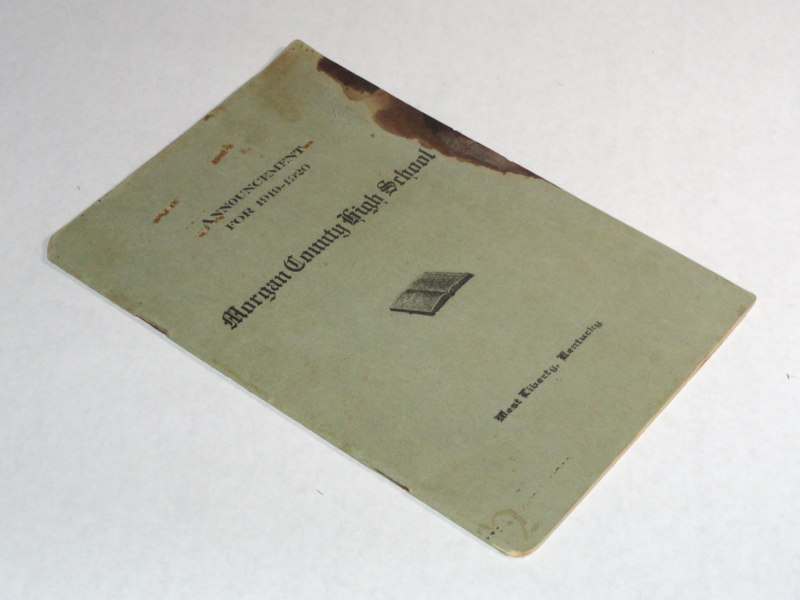 ANNOUNCEMENT
FOR 1919-1920
Morgan County High School
West Liberty, Kentucky